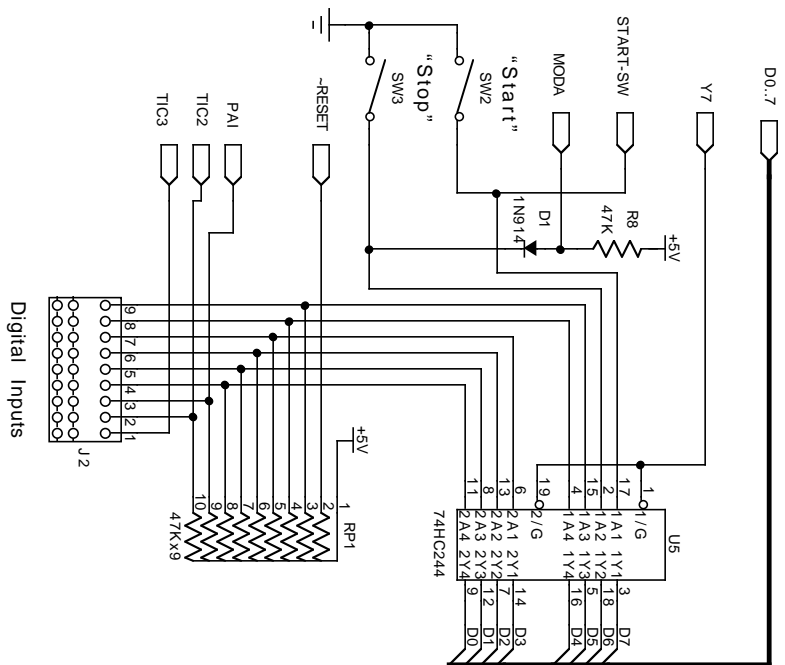 D0..7
Y7
U5
1 1/G
17 1A1 1Y1 3 D7
2 1A2 1Y2 18 D6
15 1A3 1Y3 5 D5
4 1A4 1Y4 16 D4
19 2/G
6 2A1 2Y1 14 D3
13 2A2 2Y2 7 D2
8 2A3 2Y3 12 D1
11 2A4 2Y4 9 D0
74HC244
+5V
R8
47K
START-SW
MODA
D1
1N914
"Start"
SW2
"Stop"
SW3
~RESET
PAI
TIC2
TIC3
+5V
RP1
1
2
3
4
5
6
7
8
9
10
47Kx9
9
8
7
6
5
4
3
2
1
J2
Digital Inputs